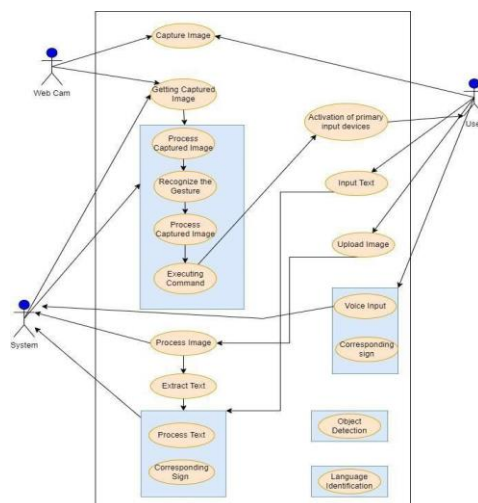 Capture Image
Web Cam
Getting Captured
Image
Activation of primary
input devices
User
Process
Captured Image
Recognize the
Gesture
Input Text
Process
Captured Image
Upload Image
Executing
Command
Voice Input
System
Process Image
Corresponding
sign
Extract Text
Process Text
Object
Detection
Corresponding
Sign
Language
Identification